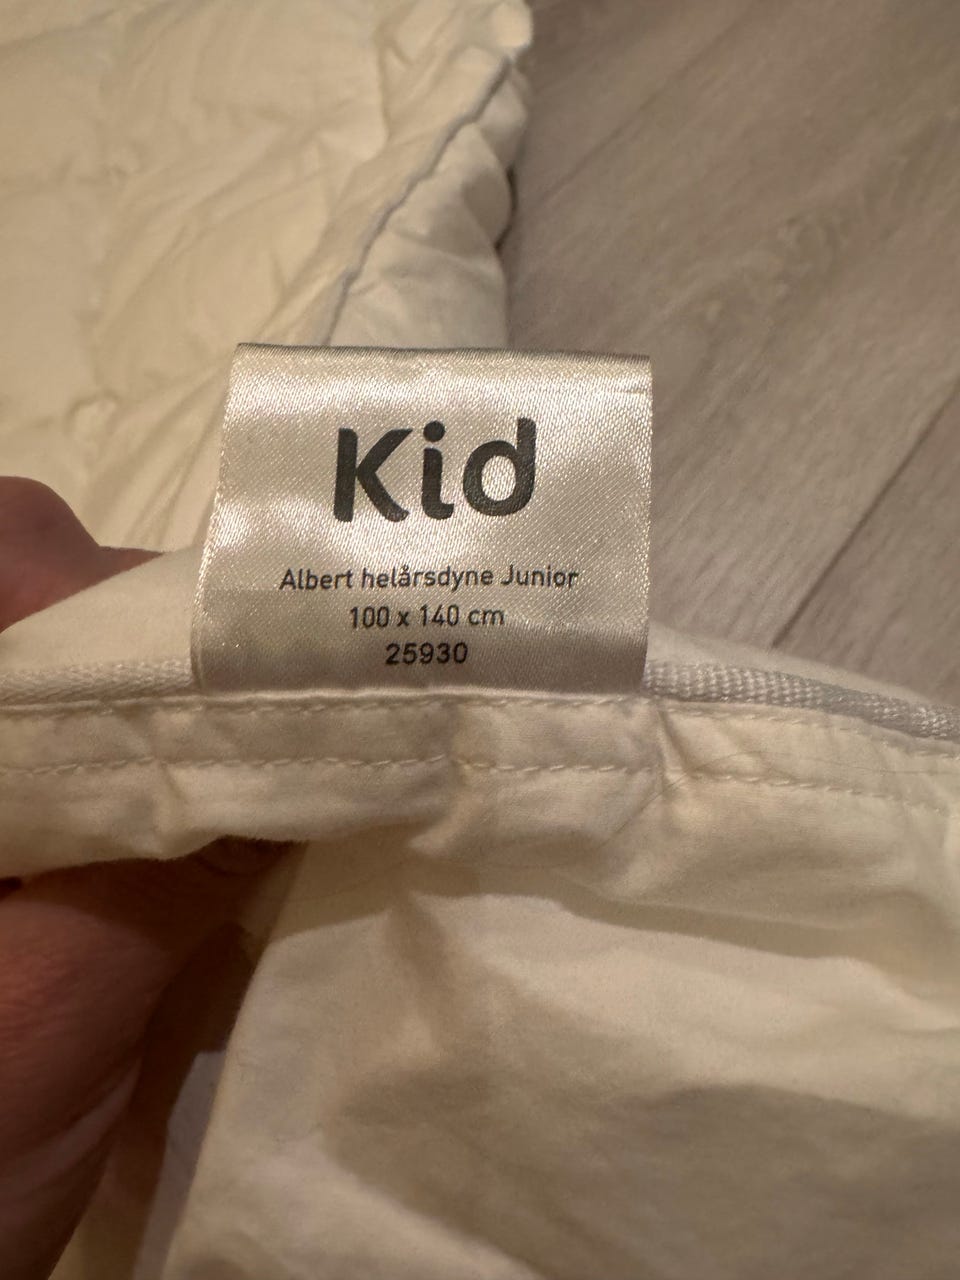 Kid
Albert helårsdyne Junior
100 x 140 cm
25930